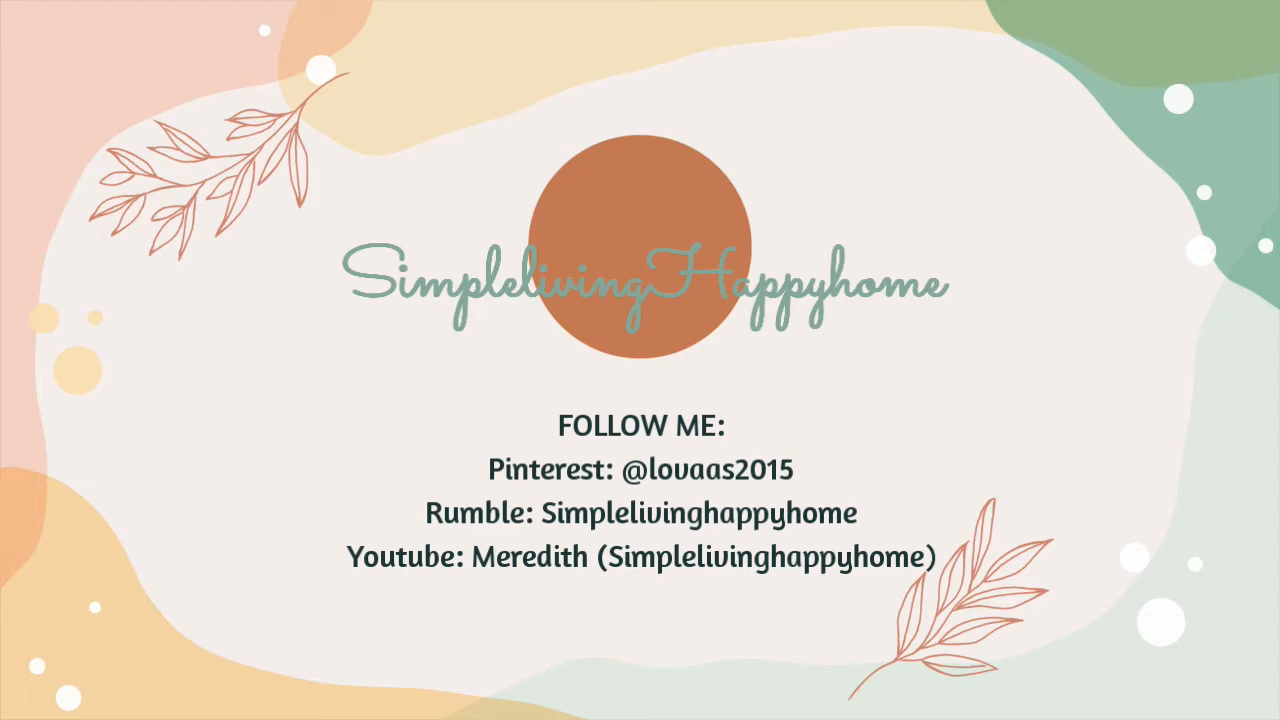 SimplelivingHappyhome
FOLLOW ME:
Pinterest: @lovaas2015
Rumble: Simplelivinghappyhome
Youtube: Meredith (Simplelivinghappyhome)